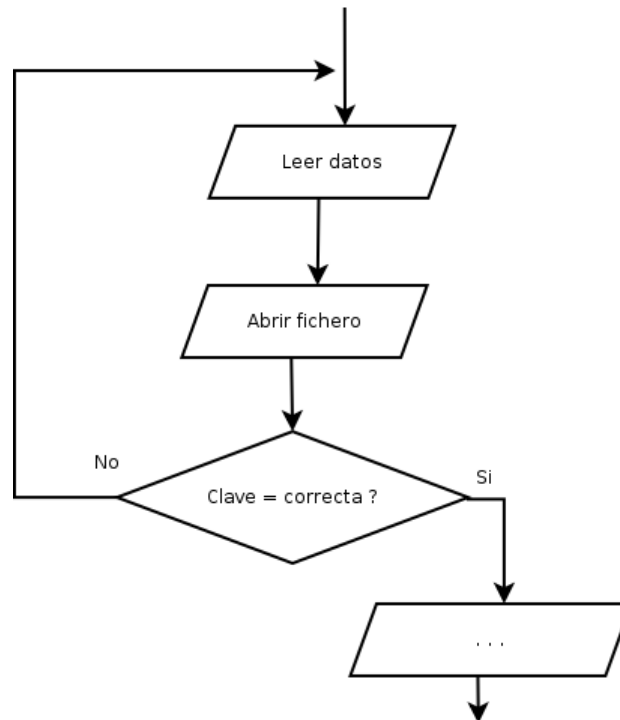 Leer datos
Abrir fichero
No
Si
Clave = correcta ?
. . .